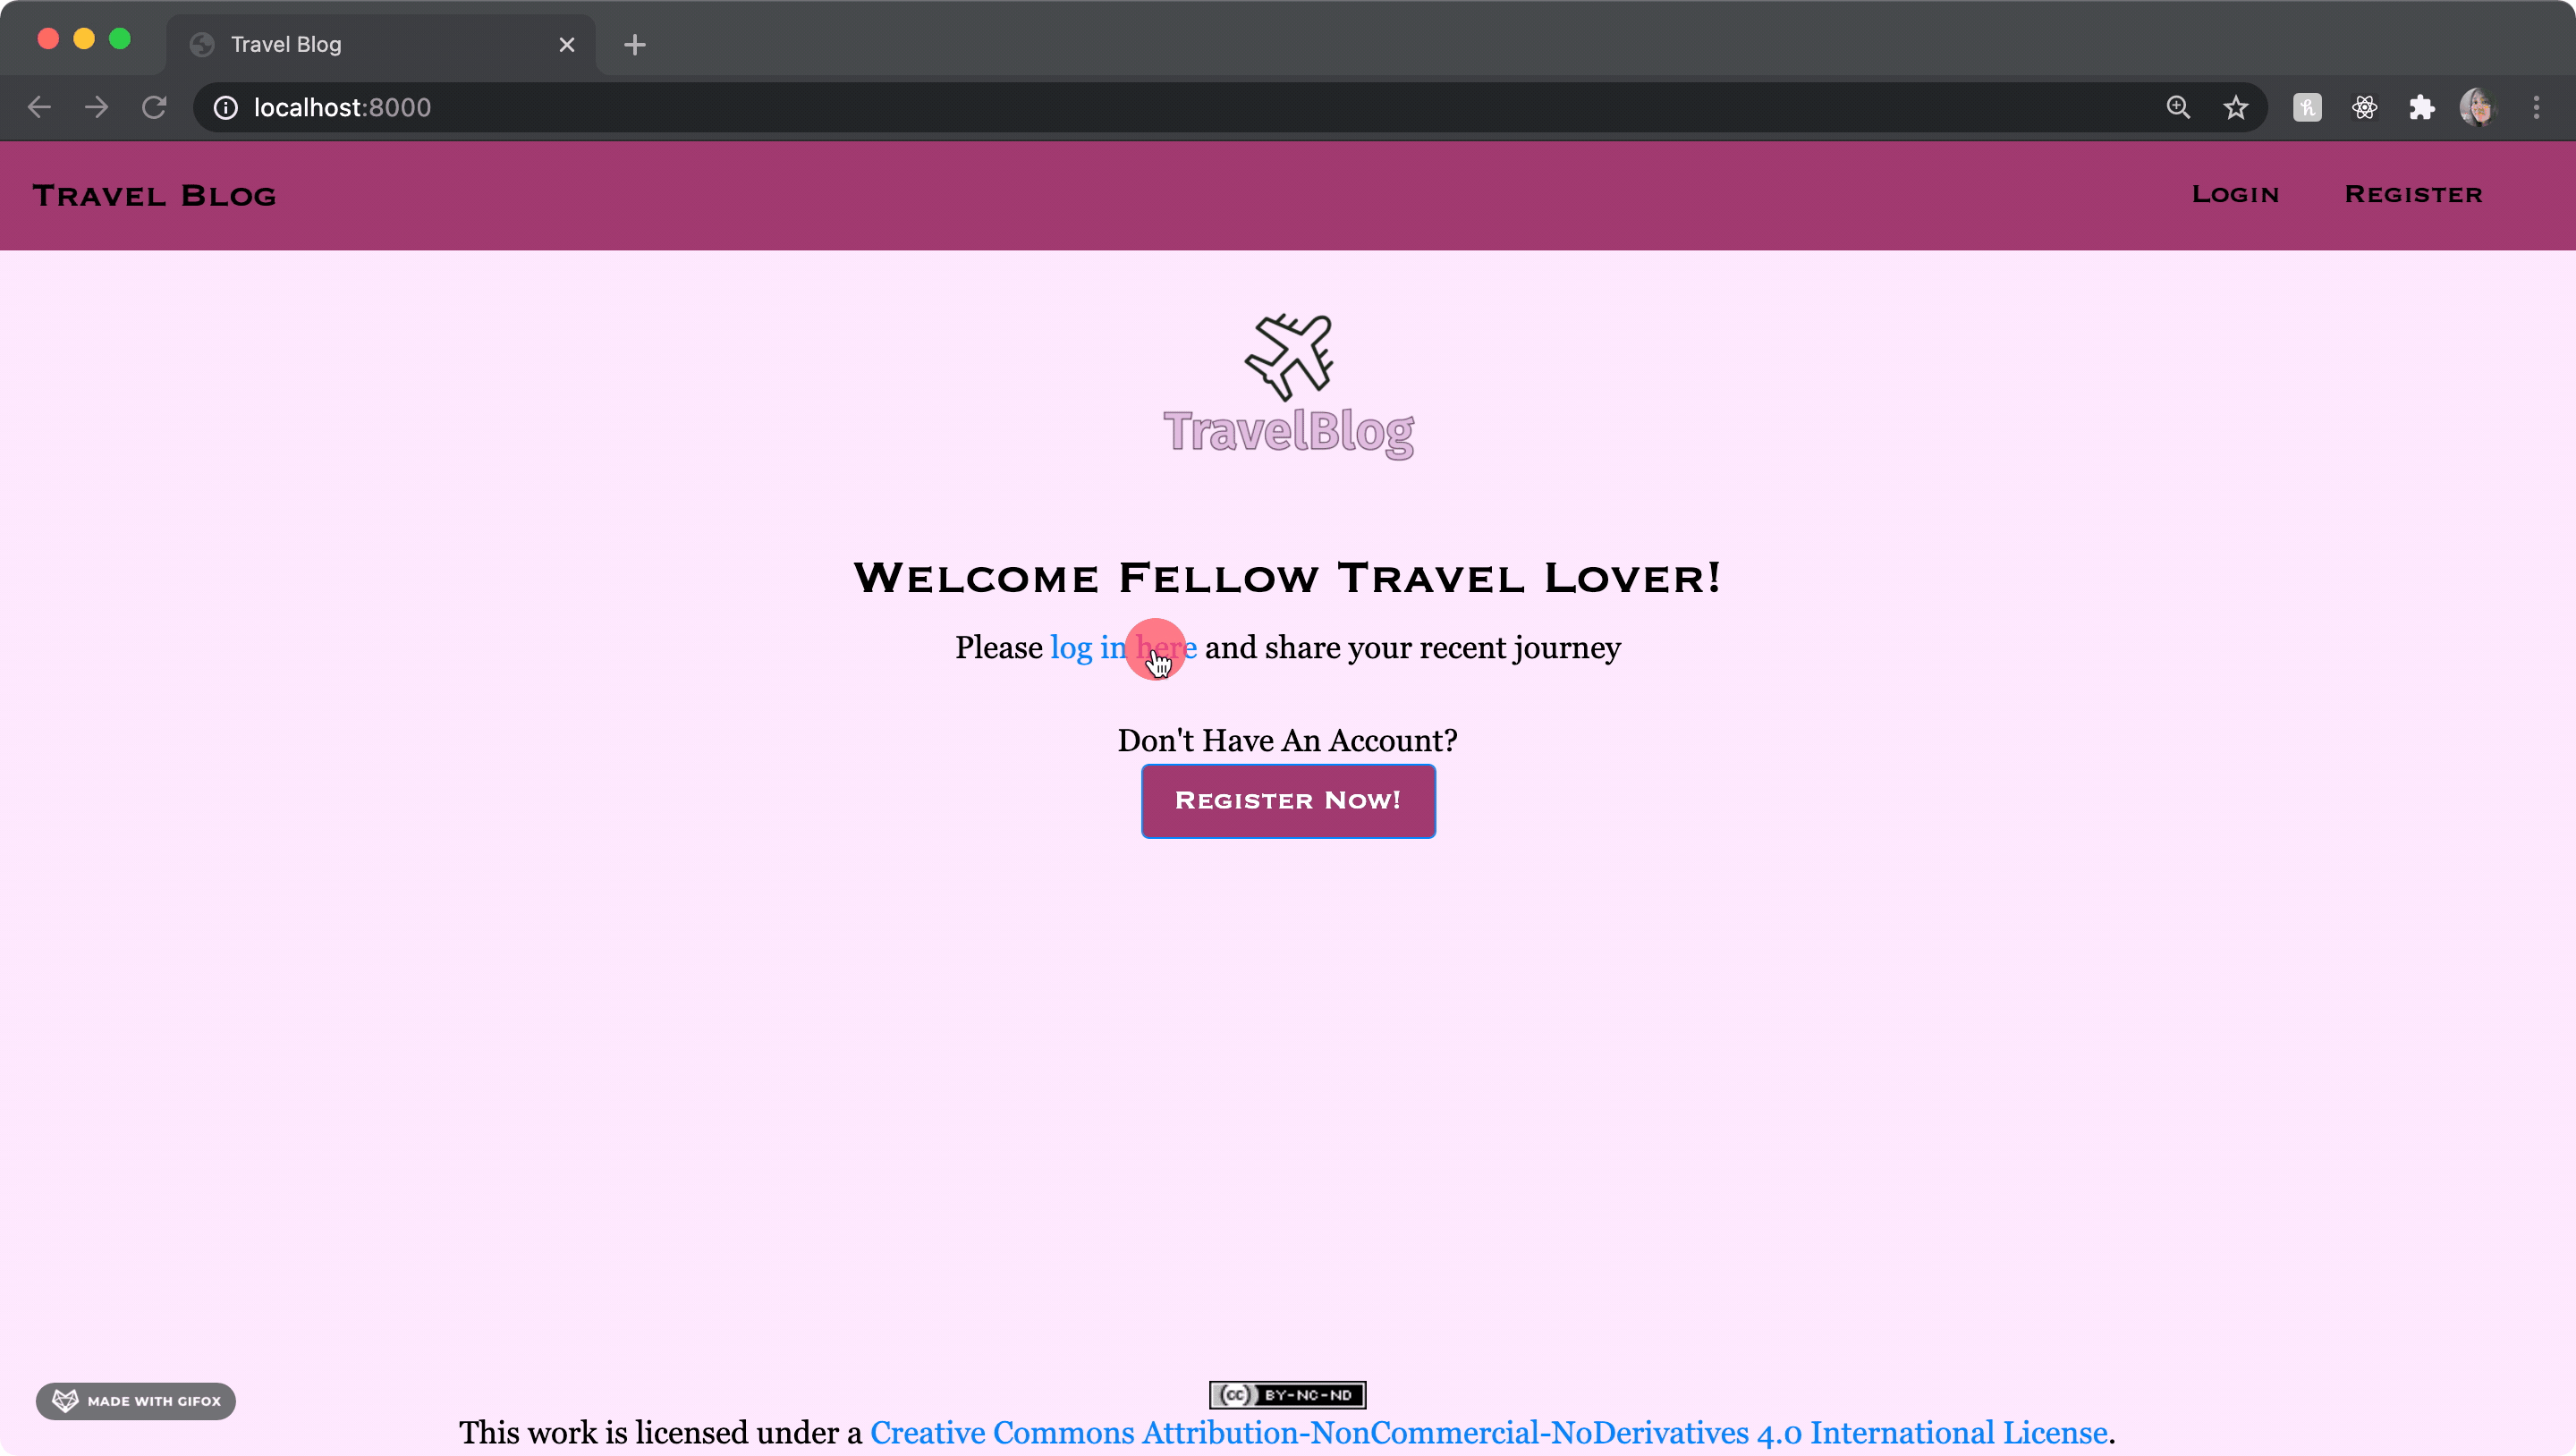 Travel Blog
localhost:8000
Travel Blog
Login Register
TravelBlog
Welcome Fellow Travel Lover!
Please log in here and share your recent journey
Don't Have An Account?
Register Now!
MADE WITH GIFOX
(cc) BY-NC-ND
This work is licensed under a Creative Commons Attribution-NonCommercial-NoDerivatives 4.0 International License.